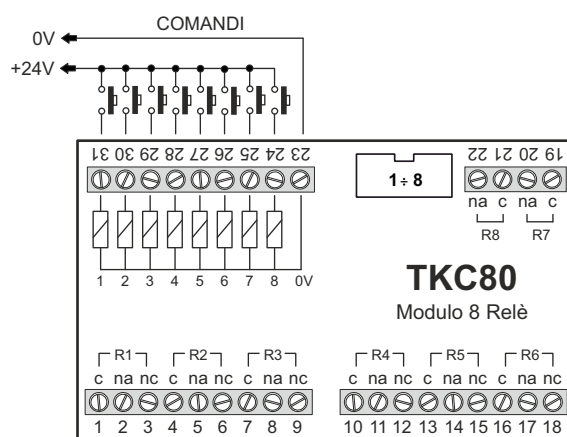 COMANDI
0V
+24V
31 30 29 28 27 26 25 24 23
22 21 20 19
1 ÷ 8
na c na c
R8 R7
1 2 3 4 5 6 7 8 0V
TKC80
Modulo 8 Relè
R1 R2 R3 R4 R5 R6
c na nc c na nc c na nc c na nc c na nc c na nc
1 2 3 4 5 6 7 8 9 10 11 12 13 14 15 16 17 18